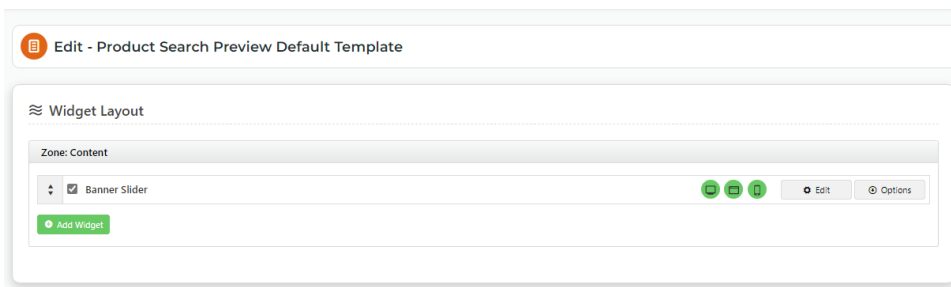 Edit - Product Search Preview Default Template
Widget Layout
Zone: Content
Banner Slider
Edit
Options
Add Widget